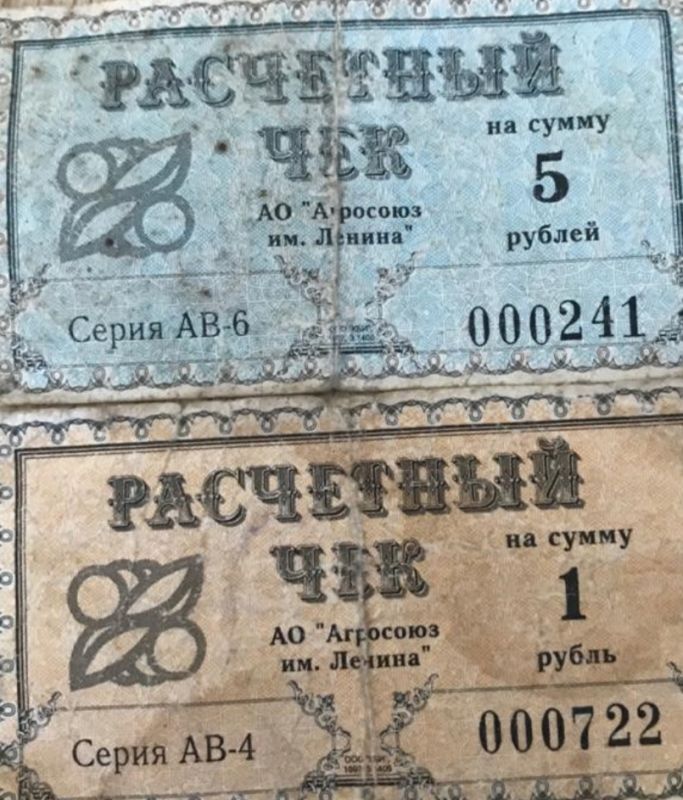 РАСЧЕТНЫЙ
ЧЕК
на сумму
5
рублей
АО "Агросоюз
им. Ленина"
Серия АВ-6
000241
РАСЧЕТНЫЙ
ЧЕК
на сумму
1
рубль
АО "Агросоюз
им. Ленина"
Серия АВ-4
000722